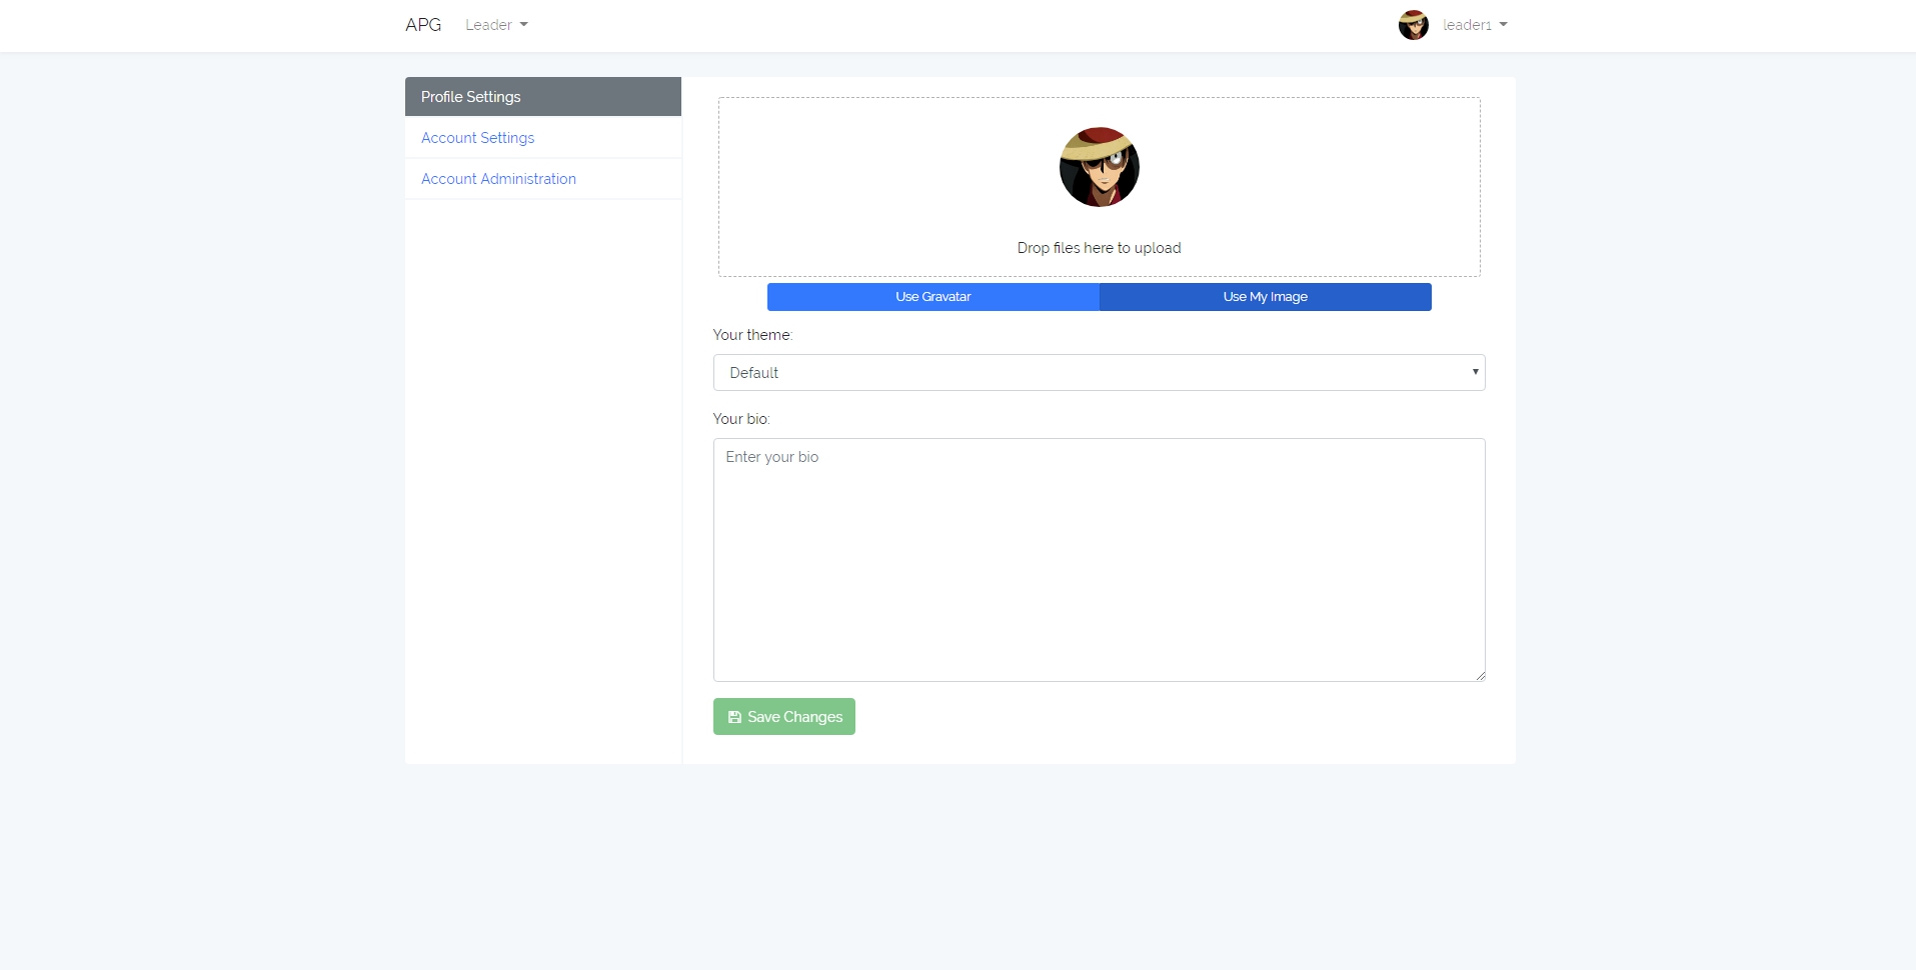 APG Leader leader1
Profile Settings
Account Settings
Account Administration
Drop files here to upload
Use Gravatar Use My Image
Your theme:
Default
Your bio:
Enter your bio
Save Changes